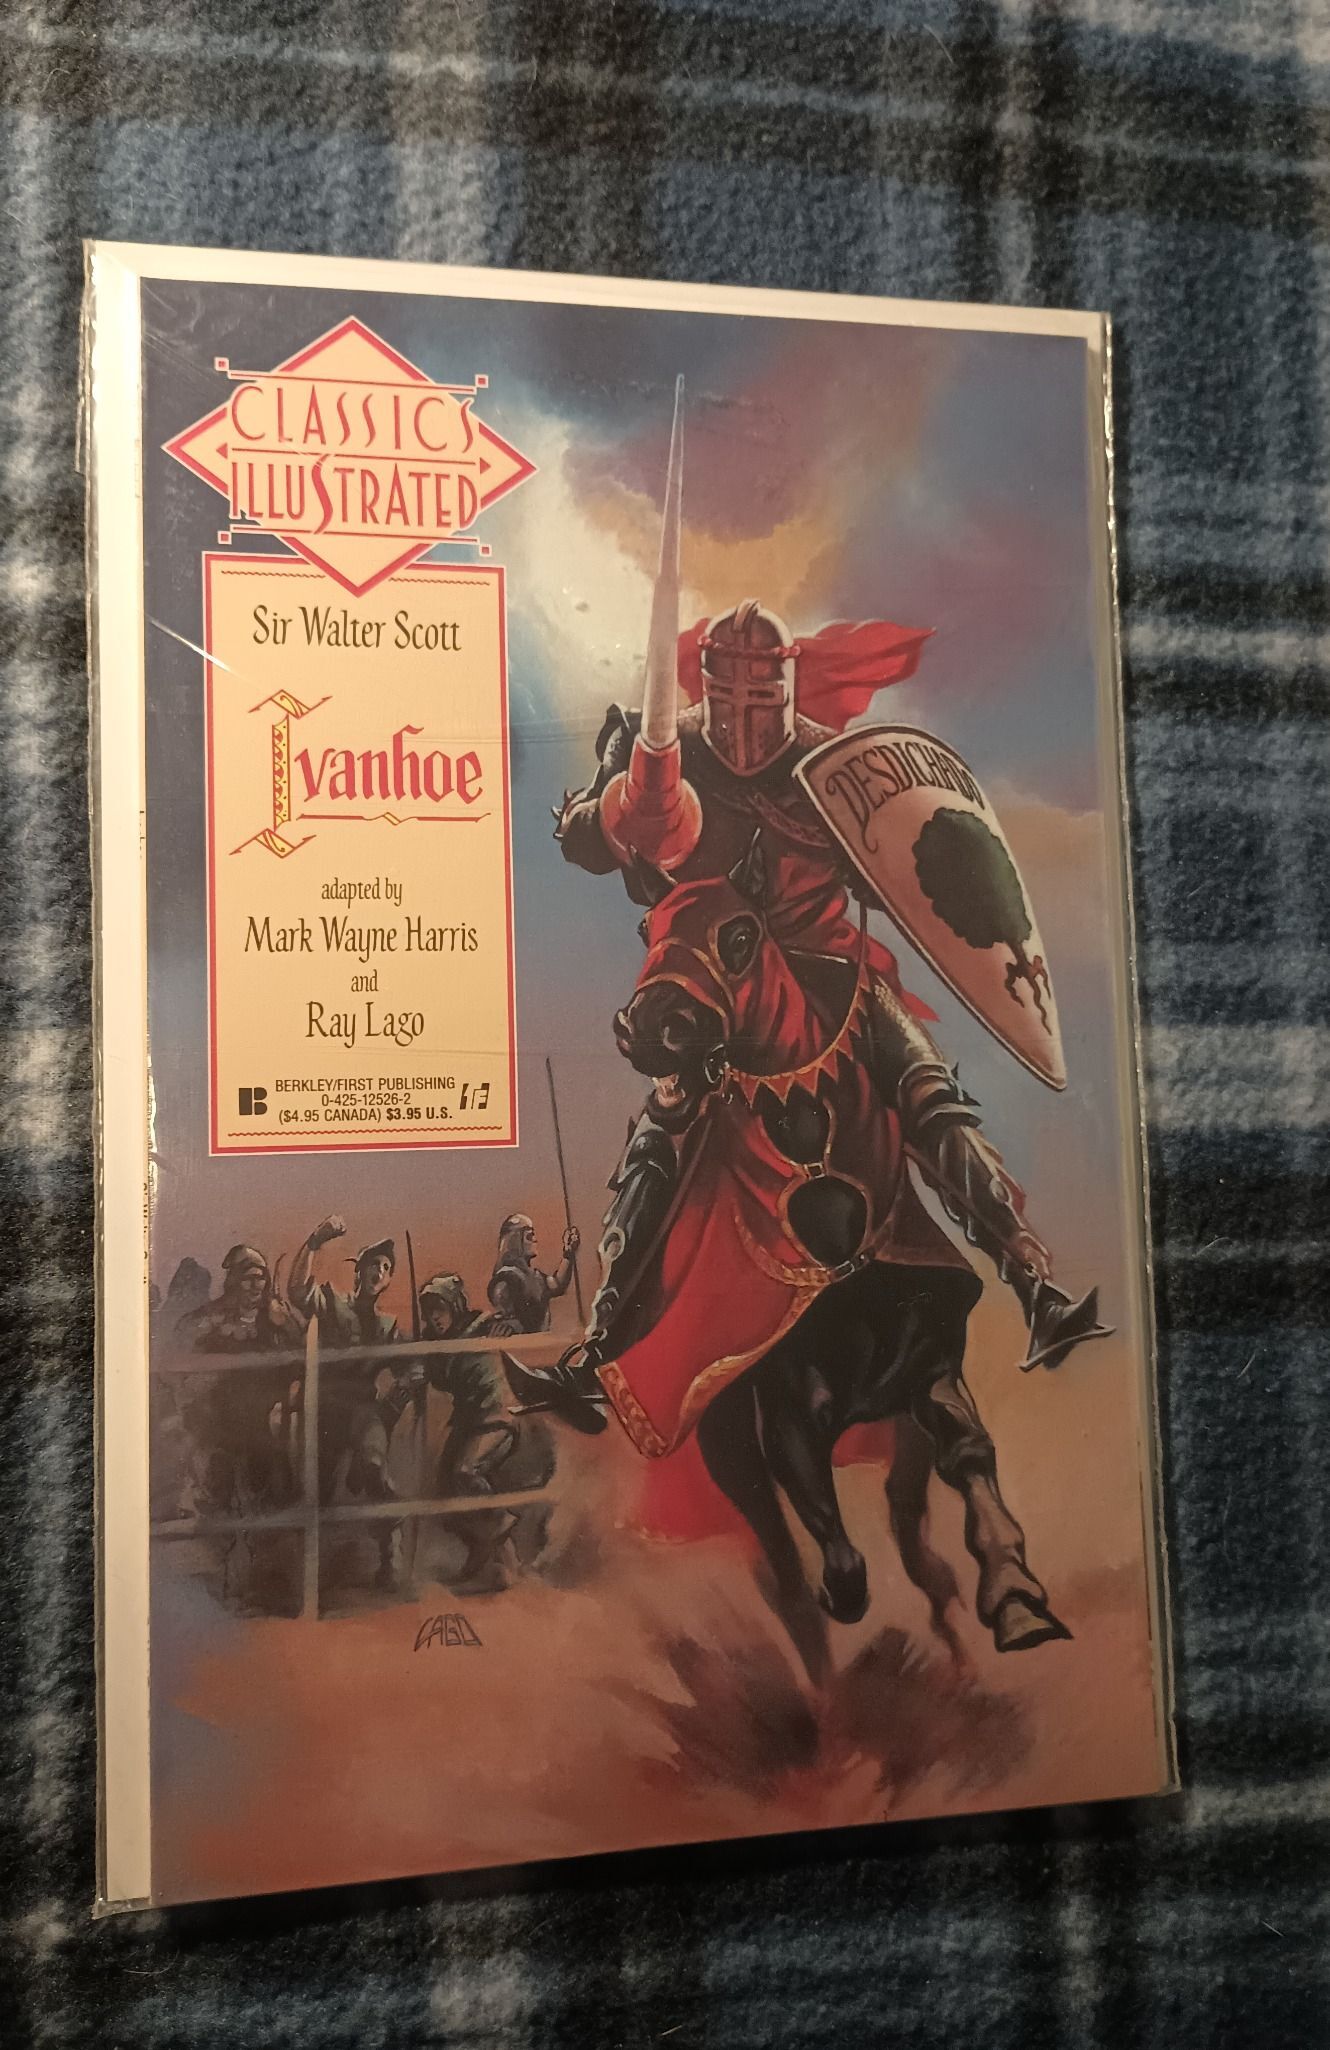 CLASSICS
ILLUSTRATED
Sir Walter Scott
Ivanhoe
adapted by
Mark Wayne Harris
and
Ray Lago
B BERKLEY/FIRST PUBLISHING 1F
0-425-12526-2
($4.95 CANADA) $3.95 U.S.
DESDICHADO
LAGO